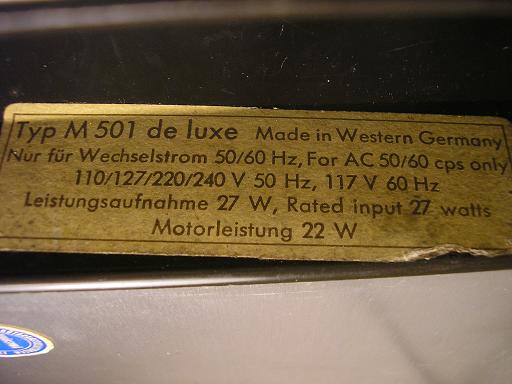 Typ M 501 de luxe Made in Western Germany
Nur für Wechselstrom 50/60 Hz, For AC 50/60 cps only
110/127/220/240 V 50 Hz, 117 V 60 Hz
Leistungsaufnahme 27 W, Rated input 27 watts
Motorleistung 22 W